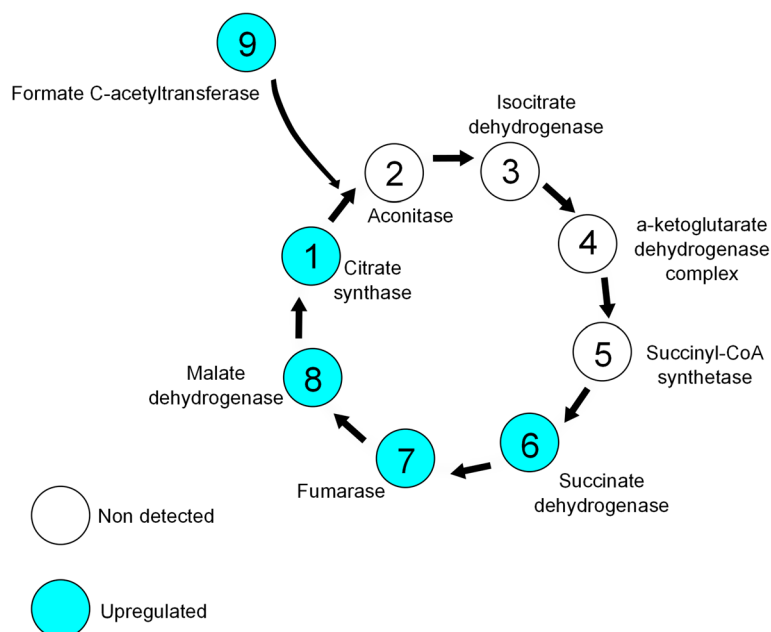 9
Formate C-acetyltransferase
Isocitrate
dehydrogenase
2
Aconitase
3
4
a-ketoglutarate
dehydrogenase
complex
1
Citrate
synthase
5
Succinyl-CoA
synthetase
8
Malate
dehydrogenase
6
Succinate
dehydrogenase
7
Fumarase
Non detected
Upregulated